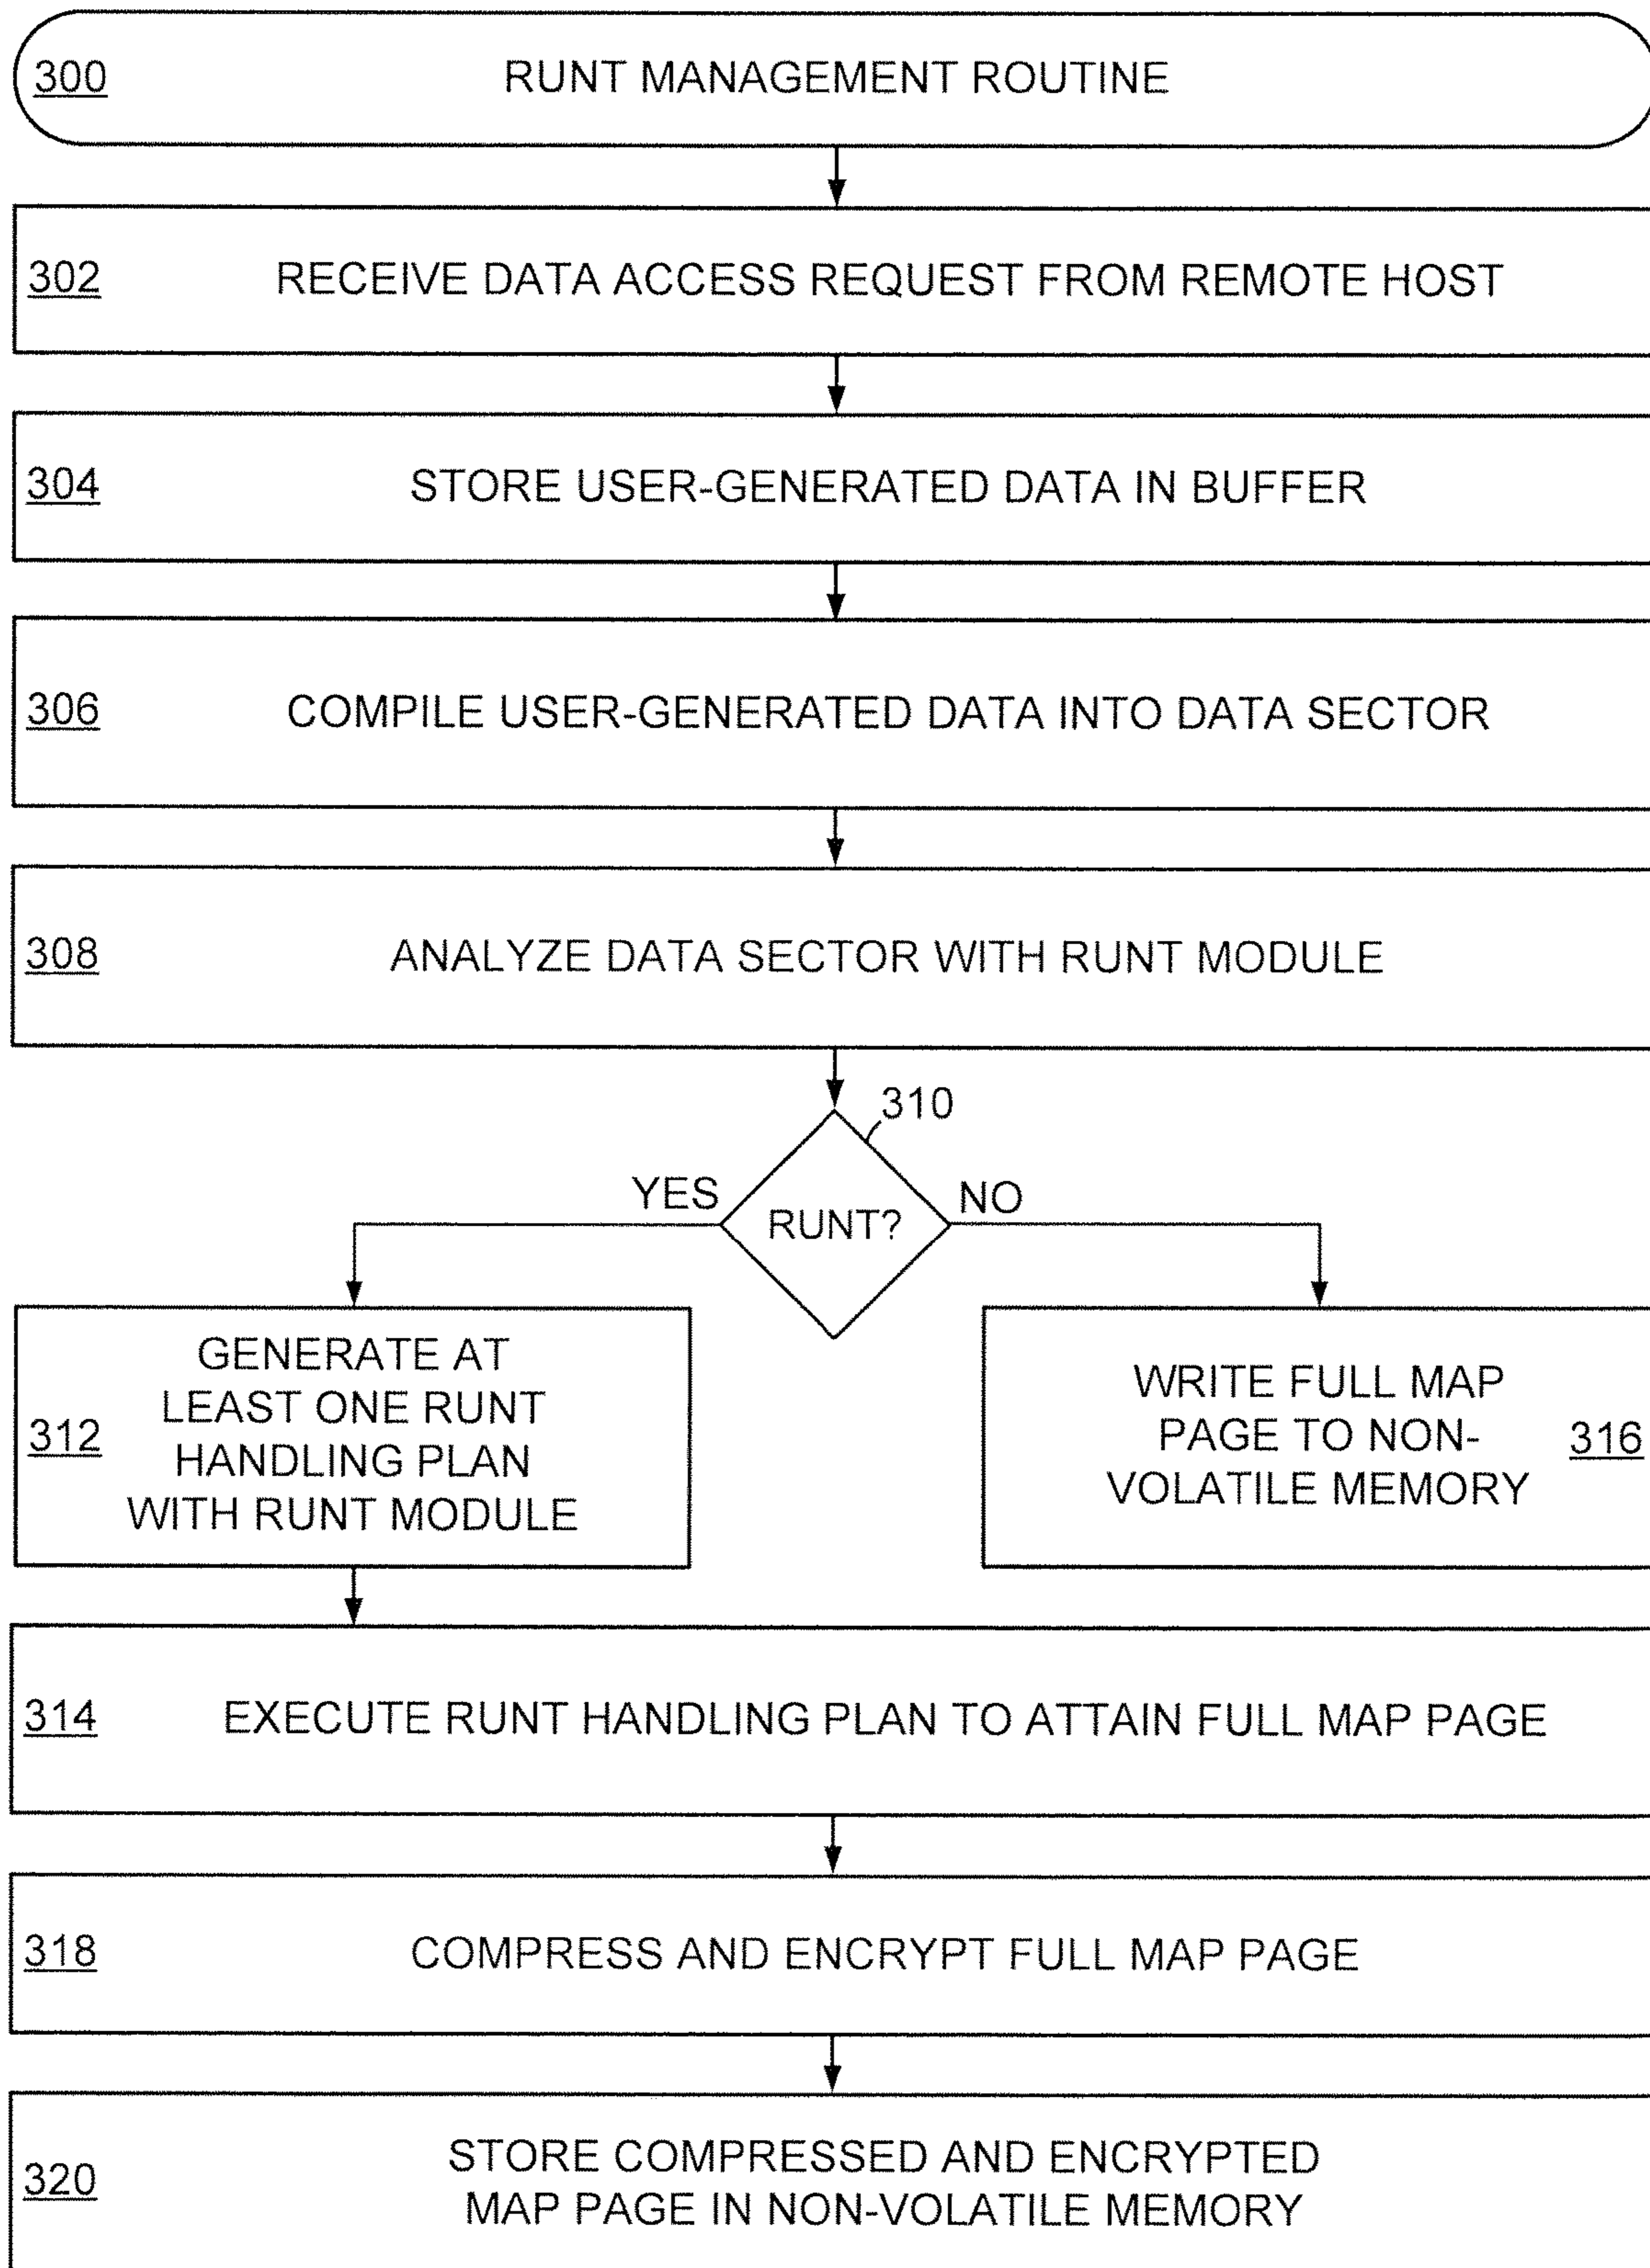 300 RUNT MANAGEMENT ROUTINE
302 RECEIVE DATA ACCESS REQUEST FROM REMOTE HOST
304 STORE USER-GENERATED DATA IN BUFFER
306 COMPILE USER-GENERATED DATA INTO DATA SECTOR
308 ANALYZE DATA SECTOR WITH RUNT MODULE
310
YES
RUNT?
NO
GENERATE AT
LEAST ONE RUNT
312
HANDLING PLAN
WITH RUNT MODULE
WRITE FULL MAP
PAGE TO NON-
316
VOLATILE MEMORY
314 EXECUTE RUNT HANDLING PLAN TO ATTAIN FULL MAP PAGE
318 COMPRESS AND ENCRYPT FULL MAP PAGE
320
STORE COMPRESSED AND ENCRYPTED
MAP PAGE IN NON-VOLATILE MEMORY